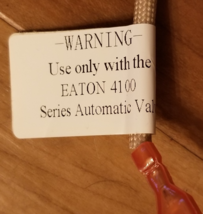 -WARNING-
Use only with the
EATON 4100
Series Automatic Val